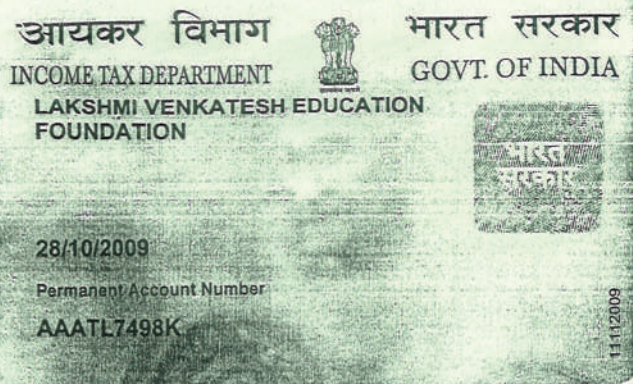 आयकर विभाग
भारत सरकार
INCOME TAX DEPARTMENT
GOVT. OF INDIA
LAKSHMI VENKATESH EDUCATION
FOUNDATION
भारत
सरकार
28/10/2009
Permanent Account Number
AAATL7498K
11112009